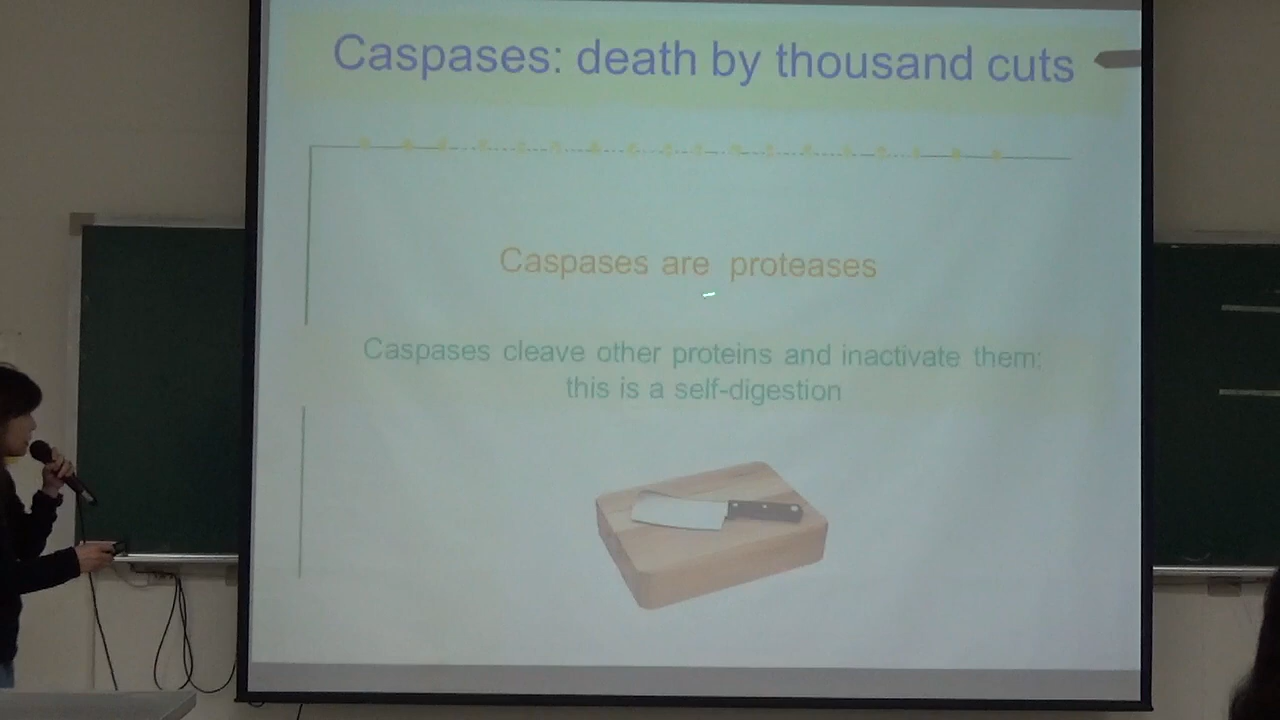 Caspases: death by thousand cuts
Caspases are proteases
Caspases cleave other proteins and inactivate them:
this is a self-digestion